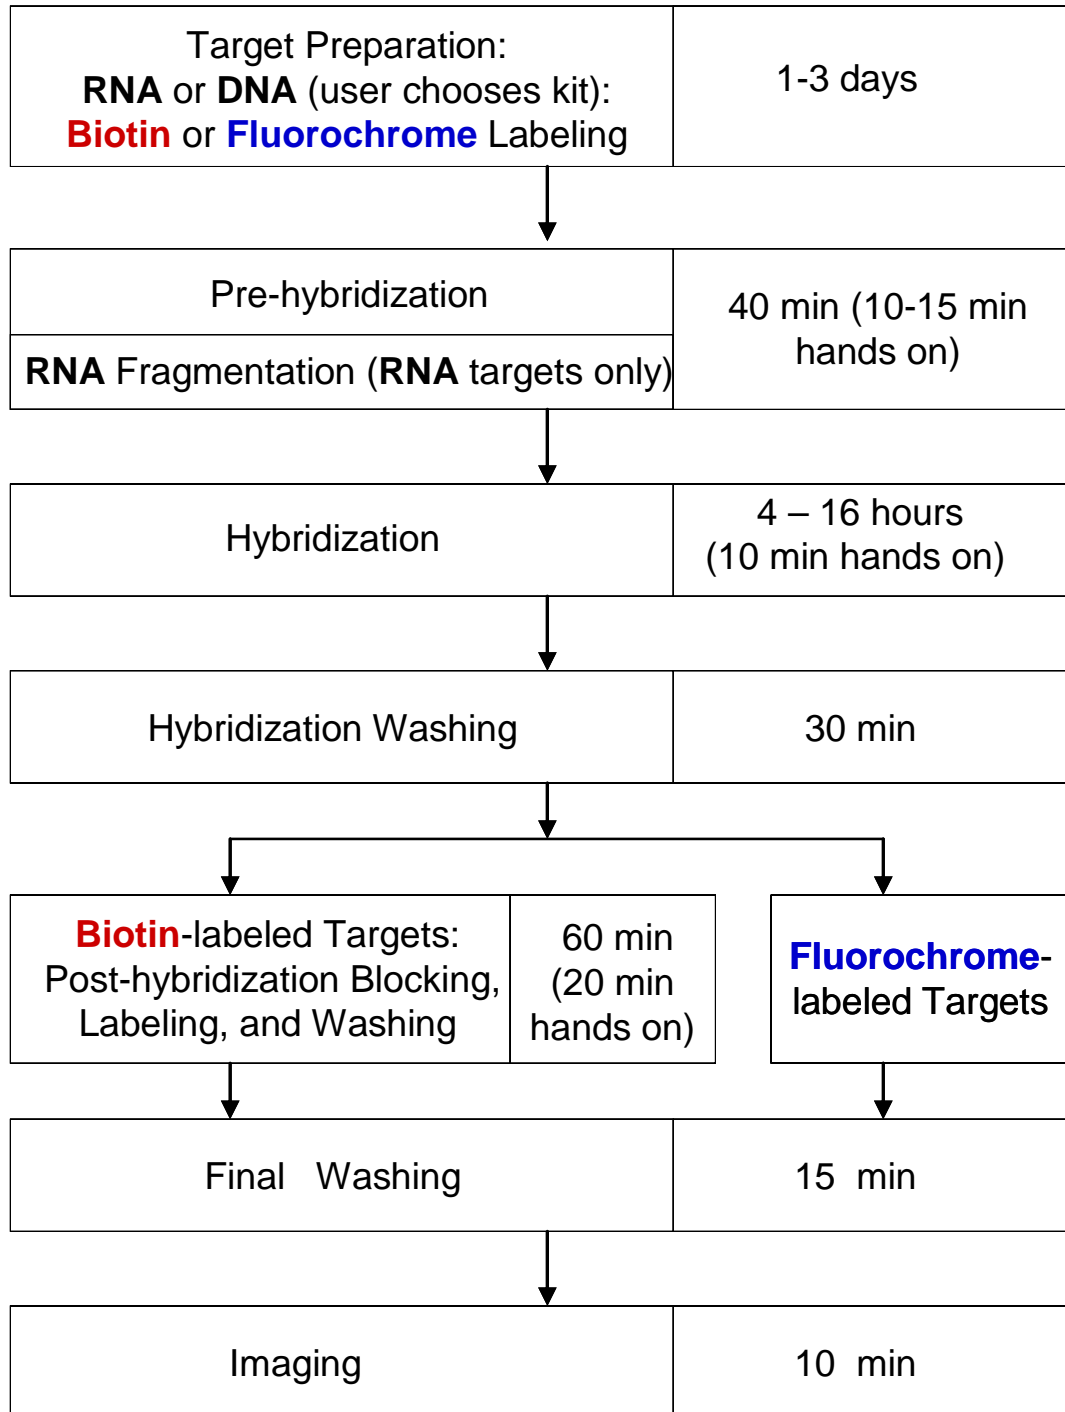 Target Preparation:
RNA or DNA (user chooses kit):
Biotin or Fluorochrome Labeling
1-3 days
Pre-hybridization
RNA Fragmentation (RNA targets only)
40 min (10-15 min
hands on)
Hybridization
4 – 16 hours
(10 min hands on)
Hybridization Washing
30 min
Biotin-labeled Targets:
Post-hybridization Blocking,
Labeling, and Washing
60 min
(20 min
hands on)
Fluorochrome-
labeled Targets
Final Washing
15 min
Imaging
10 min